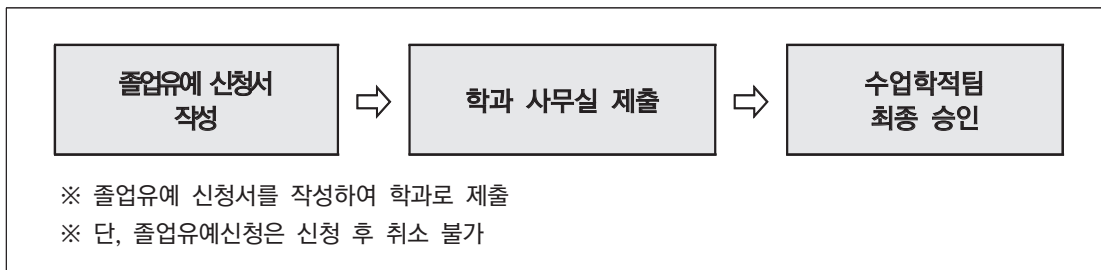 졸업유예 신청서
작성
학과 사무실 제출
수업학적팀
최종 승인
※ 졸업유예 신청서를 작성하여 학과로 제출
※ 단, 졸업유예신청은 신청 후 취소 불가